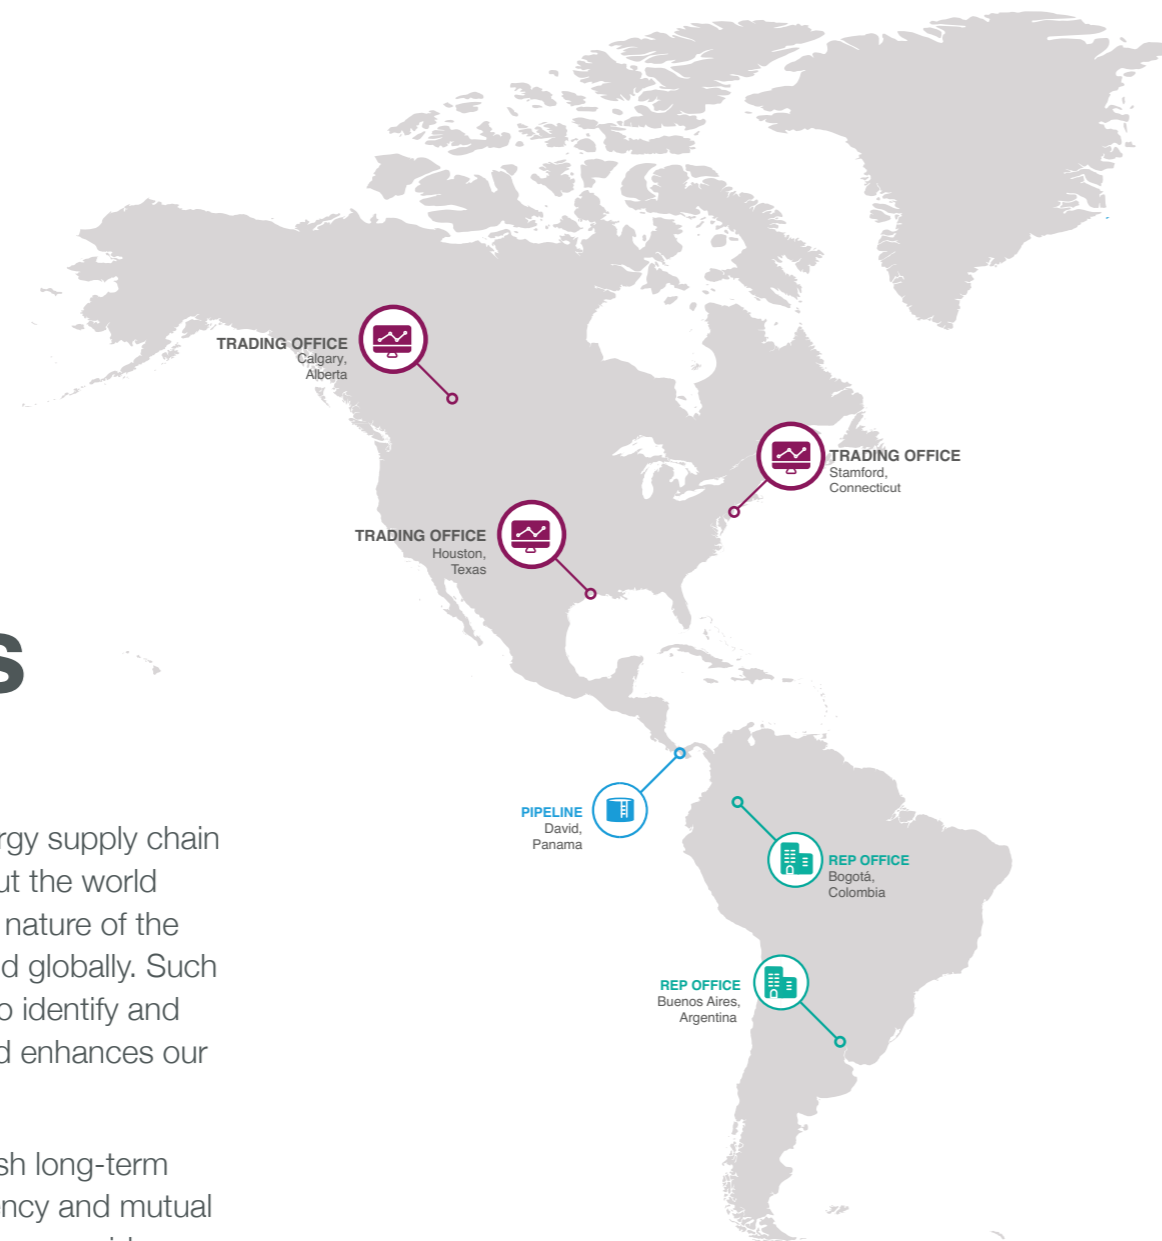 TRADING OFFICE
Calgary,
Alberta
TRADING OFFICE
Stamford,
Connecticut
TRADING OFFICE
Houston,
Texas
s
PIPELINE
David,
Panama
rgy supply chain
ut the world
nature of the
d globally. Such
o identify and
d enhances our
REP OFFICE
Bogotá,
Colombia
REP OFFICE
Buenos Aires,
Argentina
sh long-term
ency and mutual